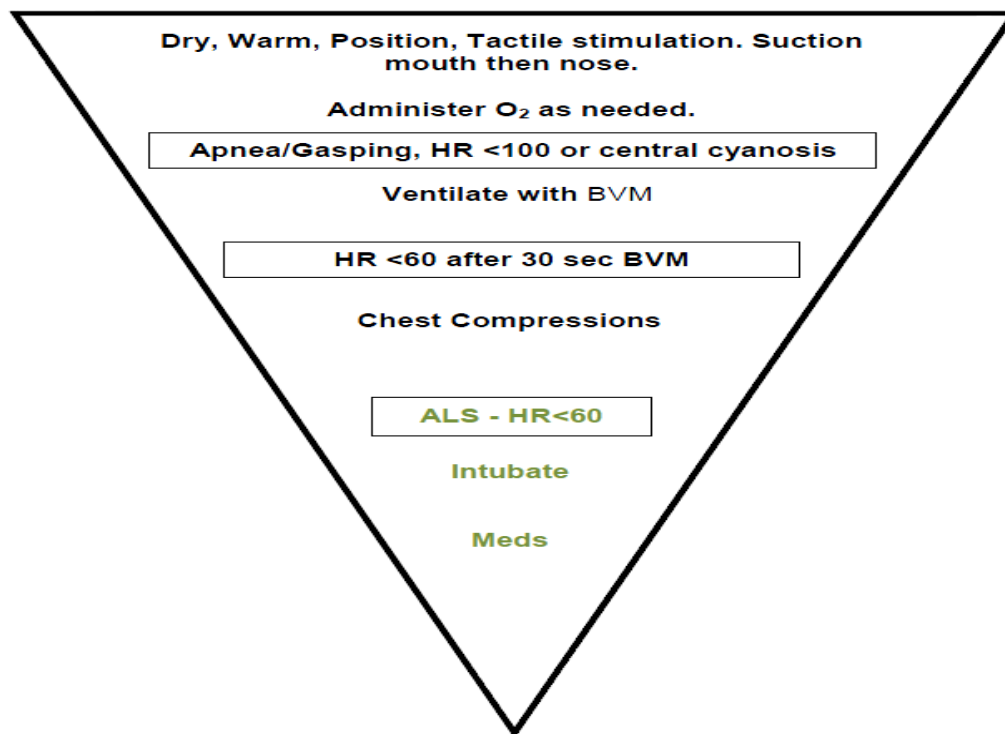 Dry, Warm, Position, Tactile stimulation. Suction
mouth then nose.
Administer O₂ as needed.
Apnea/Gasping, HR <100 or central cyanosis
Ventilate with BVM
HR <60 after 30 sec BVM
Chest Compressions
ALS - HR<60
Intubate
Meds